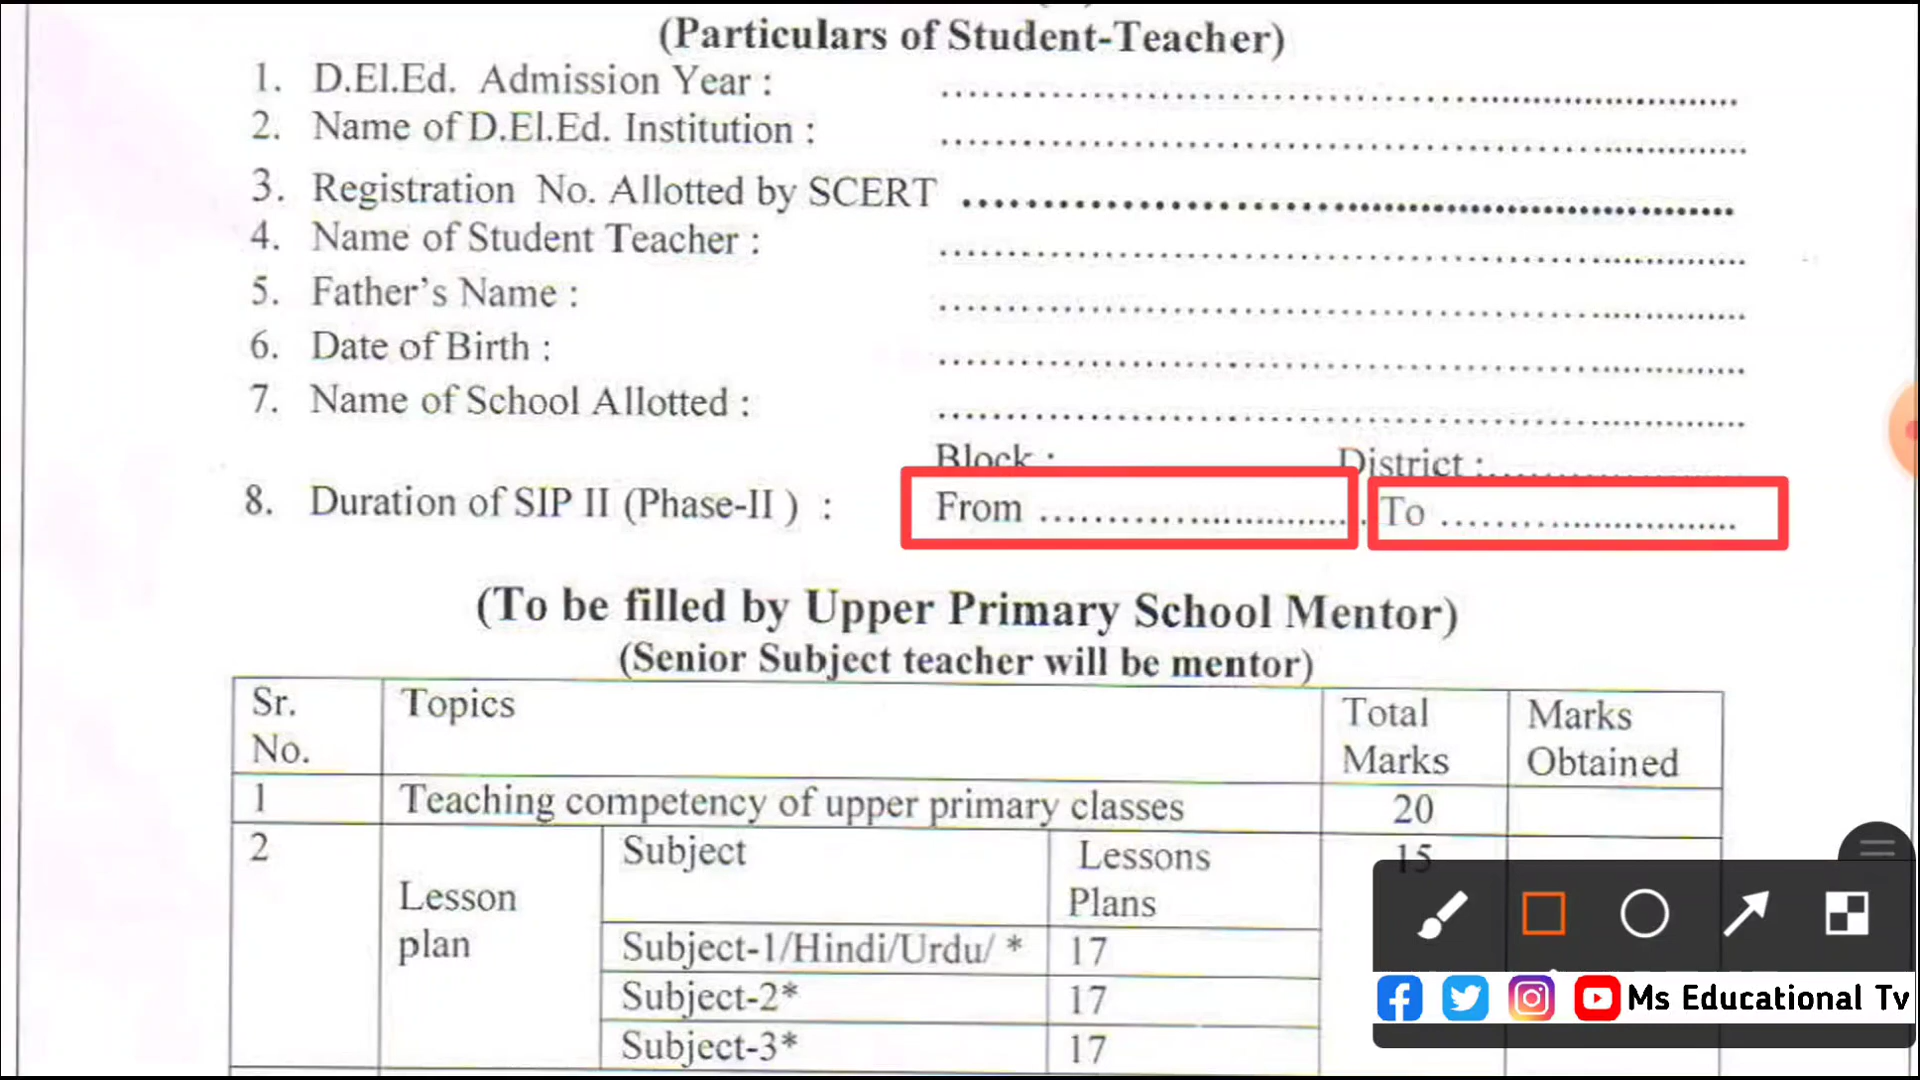 (Particulars of Student-Teacher)
1. D.El.Ed. Admission Year : ........................................
2. Name of D.El.Ed. Institution : ........................................
3. Registration No. Allotted by SCERT ........................................
4. Name of Student Teacher : ........................................
5. Father's Name : ........................................
6. Date of Birth : ........................................
7. Name of School Allotted : ........................................
Block : District :....................
8. Duration of SIP II (Phase-II ) : From ........................ To ........................
(To be filled by Upper Primary School Mentor)
(Senior Subject teacher will be mentor)
Sr. No. Topics Total Marks Marks Obtained
1 Teaching competency of upper primary classes 20
2 Lesson plan Subject Lessons Plans 15
Subject-1/Hindi/Urdu/ * 17
Subject-2* 17
Subject-3* 17
Ms Educational Tv